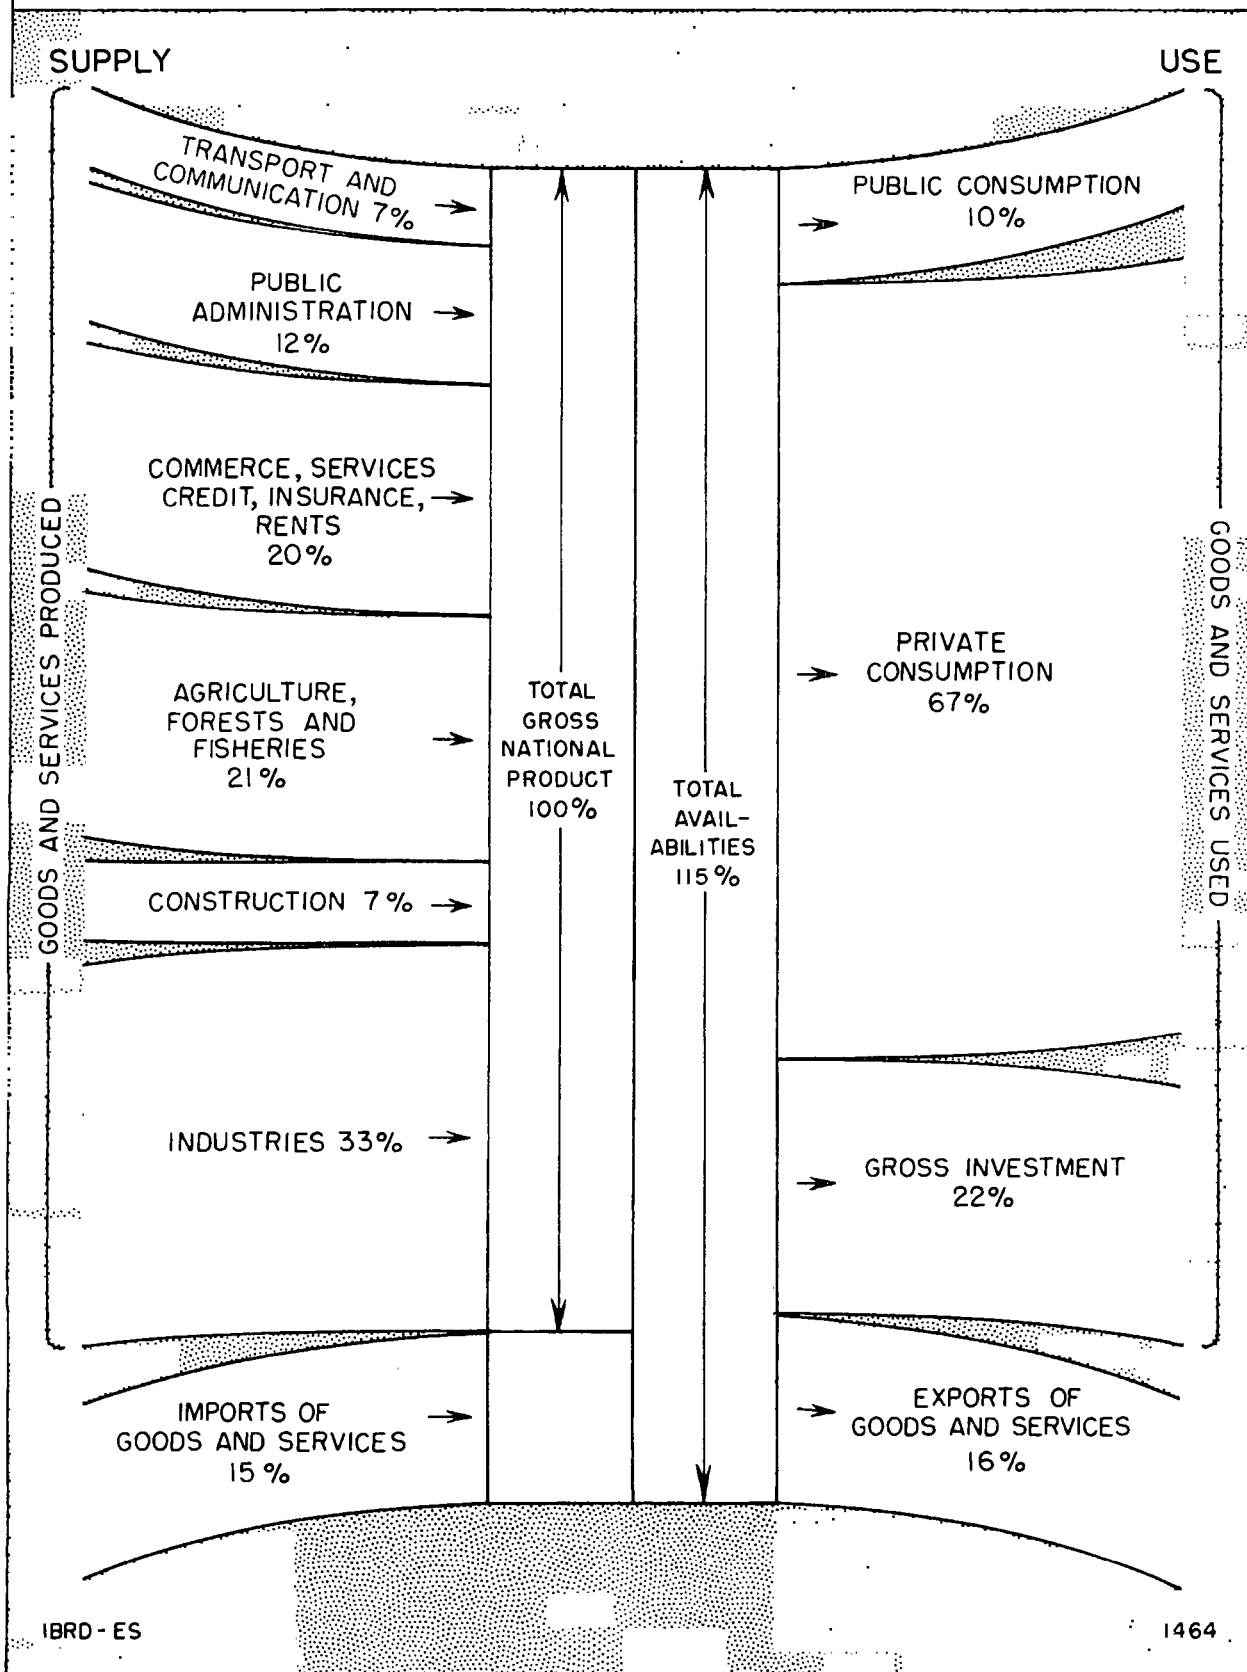 SUPPLY
USE
TRANSPORT AND
COMMUNICATION 7%
PUBLIC
ADMINISTRATION
12%
COMMERCE, SERVICES
CREDIT, INSURANCE,
RENTS
20%
AGRICULTURE,
FORESTS AND
FISHERIES
21%
CONSTRUCTION 7%
INDUSTRIES 33%
IMPORTS OF
GOODS AND SERVICES
15%
GOODS AND SERVICES PRODUCED
TOTAL
GROSS
NATIONAL
PRODUCT
100%
TOTAL
AVAIL-
ABILITIES
115%
PUBLIC CONSUMPTION
10%
PRIVATE
CONSUMPTION
67%
GROSS INVESTMENT
22%
EXPORTS OF
GOODS AND SERVICES
16%
GOODS AND SERVICES USED
IBRD-ES
1464